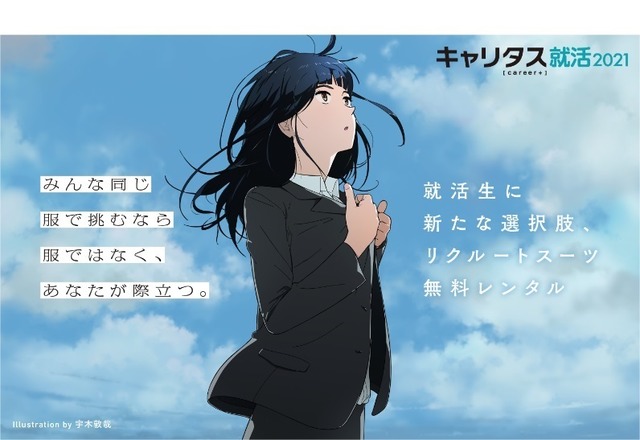 キャリタス就活2021
[career+]
みんな同じ
服で挑むなら
服ではなく、
あなたが際立つ。
就活生に
新たな選択肢、
リクルートスーツ
無料レンタル
Illustration by 宇木敦哉